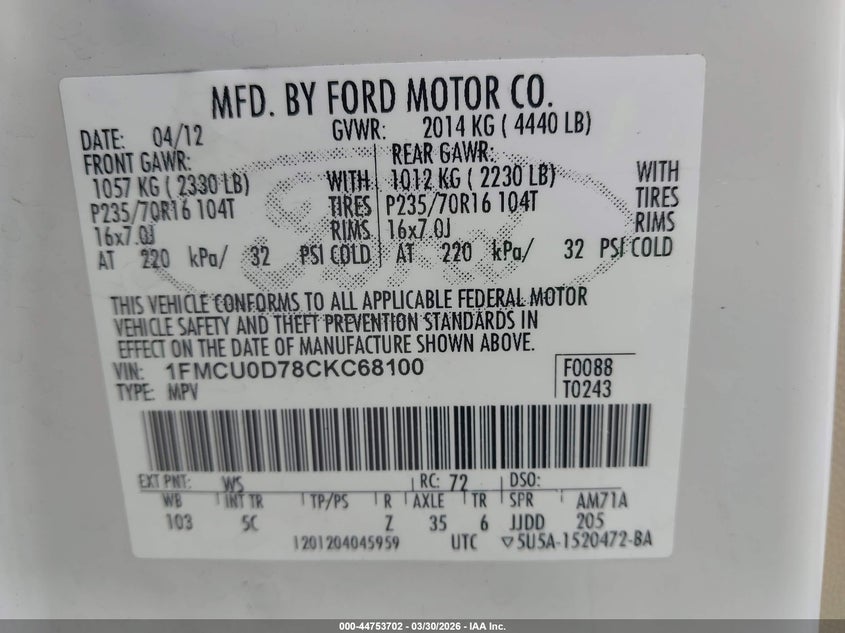 MFD. BY FORD MOTOR CO.
DATE: 04/12 GVWR: 2014 KG ( 4440 LB)
FRONT GAWR: REAR GAWR:
1057 KG ( 2330 LB) WITH 1012 KG ( 2230 LB) WITH
P235/70R16 104T TIRES P235/70R16 104T TIRES
16x7.0J RIMS 16x7.0J RIMS
AT 220 kPa/ 32 PSI COLD AT 220 kPa/ 32 PSI COLD
THIS VEHICLE CONFORMS TO ALL APPLICABLE FEDERAL MOTOR
VEHICLE SAFETY AND THEFT PREVENTION STANDARDS IN
EFFECT ON THE DATE OF MANUFACTURE SHOWN ABOVE.
VIN: 1FMCU0D78CKC68100 F0088
TYPE: MPV T0243
EXT PNT: WS RC: 72 DSO:
WB INT TR TP/PS R AXLE TR SPR AM71A
103 5C Z 35 6 JJDD 205
1201204045959 UTC ▽5U5A-1520472-BA
000-44753702 — 03/30/2026 — IAA Inc.